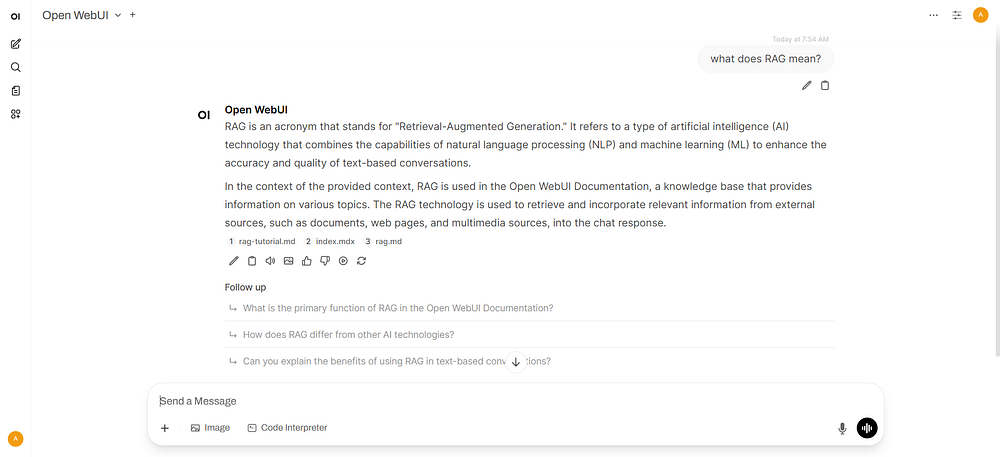 OI
Open WebUI
A
Today at 7:54 AM
what does RAG mean?
OI
Open WebUI
RAG is an acronym that stands for "Retrieval-Augmented Generation." It refers to a type of artificial intelligence (AI)
technology that combines the capabilities of natural language processing (NLP) and machine learning (ML) to enhance the
accuracy and quality of text-based conversations.
In the context of the provided context, RAG is used in the Open WebUI Documentation, a knowledge base that provides
information on various topics. The RAG technology is used to retrieve and incorporate relevant information from external
sources, such as documents, web pages, and multimedia sources, into the chat response.
1 rag-tutorial.md 2 index.mdx 3 rag.md
Follow up
What is the primary function of RAG in the Open WebUI Documentation?
How does RAG differ from other AI technologies?
Can you explain the benefits of using RAG in text-based
Send a Message
Image Code Interpreter
A